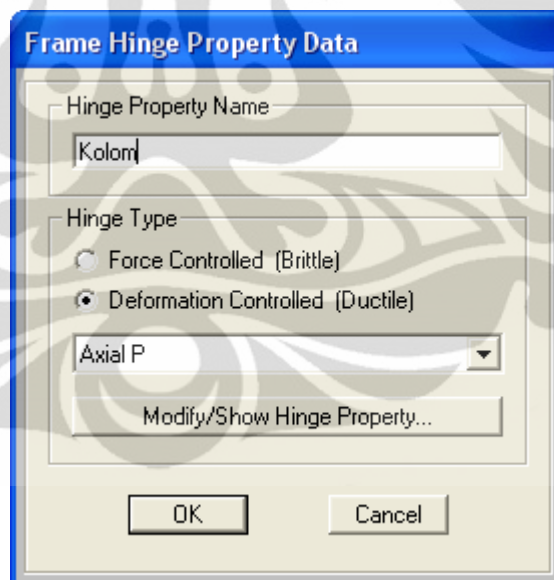 Frame Hinge Property Data
Hinge Property Name
Kolom
Hinge Type
Force Controlled (Brittle)
Deformation Controlled (Ductile)
Axial P
Modify/Show Hinge Property...
OK Cancel